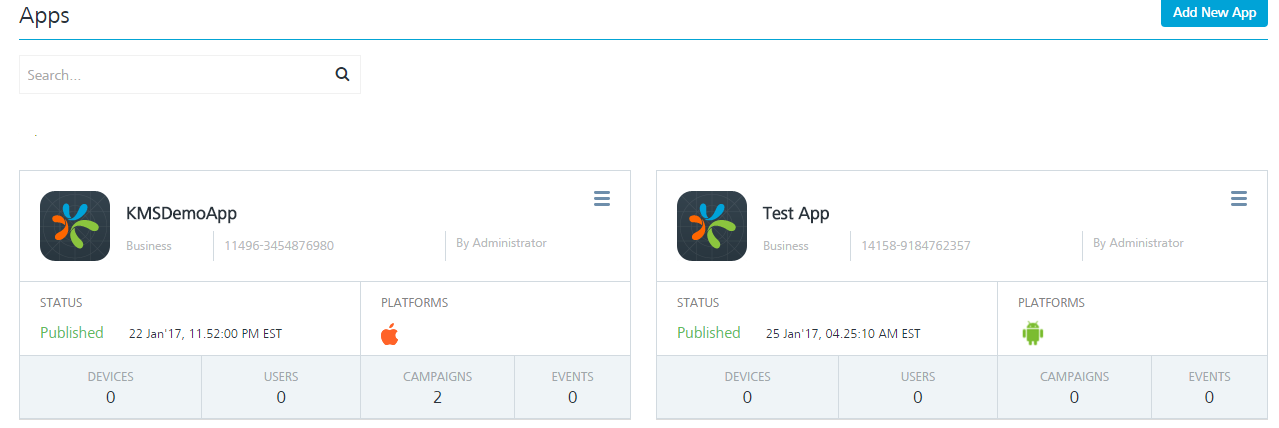 Apps
Add New App
Search...
KMSDemoApp
Business 11496-3454876980 By Administrator
STATUS PLATFORMS
Published 22 Jan'17, 11.52:00 PM EST
DEVICES USERS CAMPAIGNS EVENTS
0 0 2 0
Test App
Business 14158-9184762357 By Administrator
STATUS PLATFORMS
Published 25 Jan'17, 04.25:10 AM EST
DEVICES USERS CAMPAIGNS EVENTS
0 0 0 0